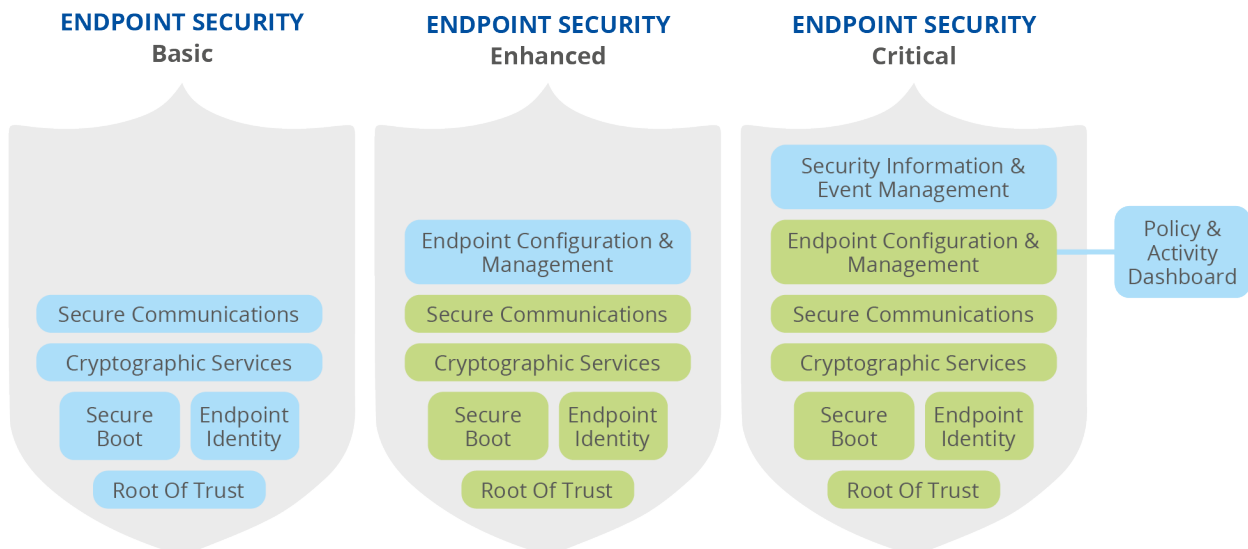 ENDPOINT SECURITY
Basic
Secure Communications
Cryptographic Services
Secure
Boot
Endpoint
Identity
Root Of Trust
ENDPOINT SECURITY
Enhanced
Endpoint Configuration &
Management
Secure Communications
Cryptographic Services
Secure
Boot
Endpoint
Identity
Root Of Trust
ENDPOINT SECURITY
Critical
Security Information &
Event Management
Endpoint Configuration &
Management
Secure Communications
Cryptographic Services
Secure
Boot
Endpoint
Identity
Root Of Trust
Policy &
Activity
Dashboard